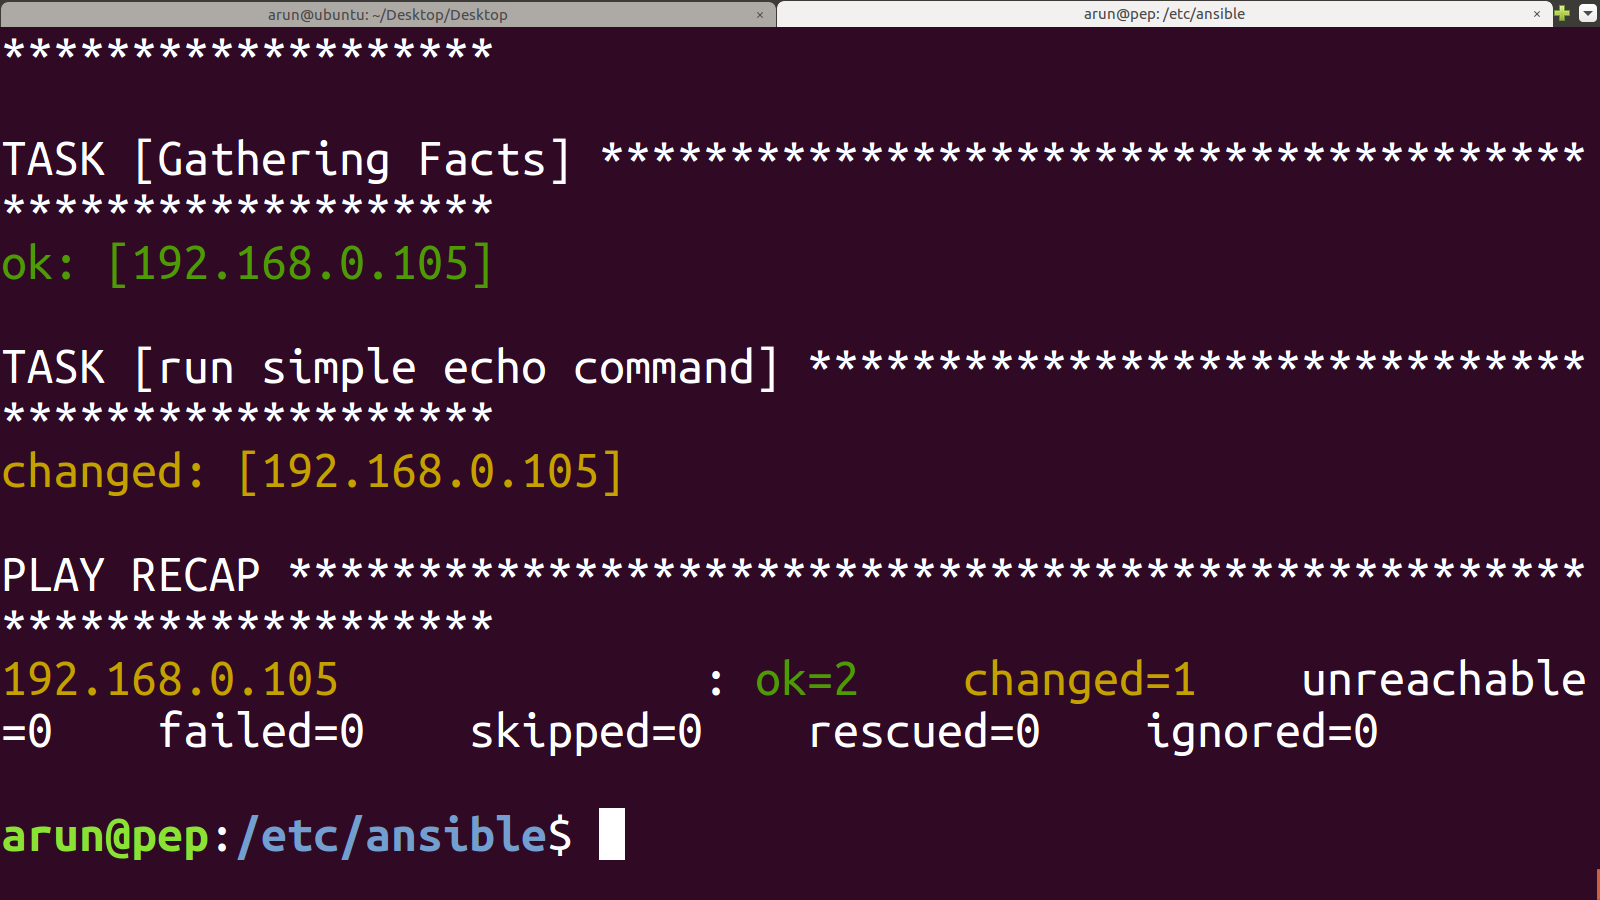 arun@ubuntu: ~/Desktop/Desktop × arun@pep: /etc/ansible ×
*******************
TASK [Gathering Facts] **************************************
*******************
ok: [192.168.0.105]
TASK [run simple echo command] ******************************
*******************
changed: [192.168.0.105]
PLAY RECAP **************************************************
*******************
192.168.0.105 : ok=2 changed=1 unreachable
=0 failed=0 skipped=0 rescued=0 ignored=0
arun@pep:/etc/ansible$